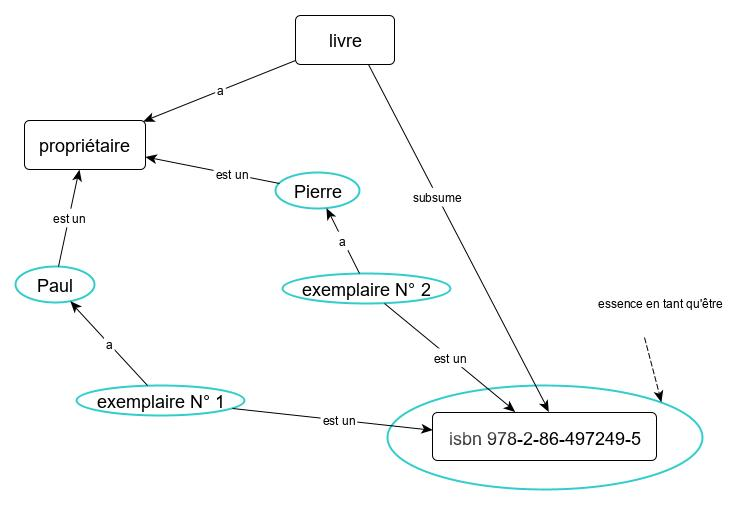 livre
a
propriétaire
est un
Pierre
subsume
est un
a
Paul
exemplaire N° 2
essence en tant qu'être
a
est un
exemplaire N° 1
est un
isbn 978-2-86-497249-5